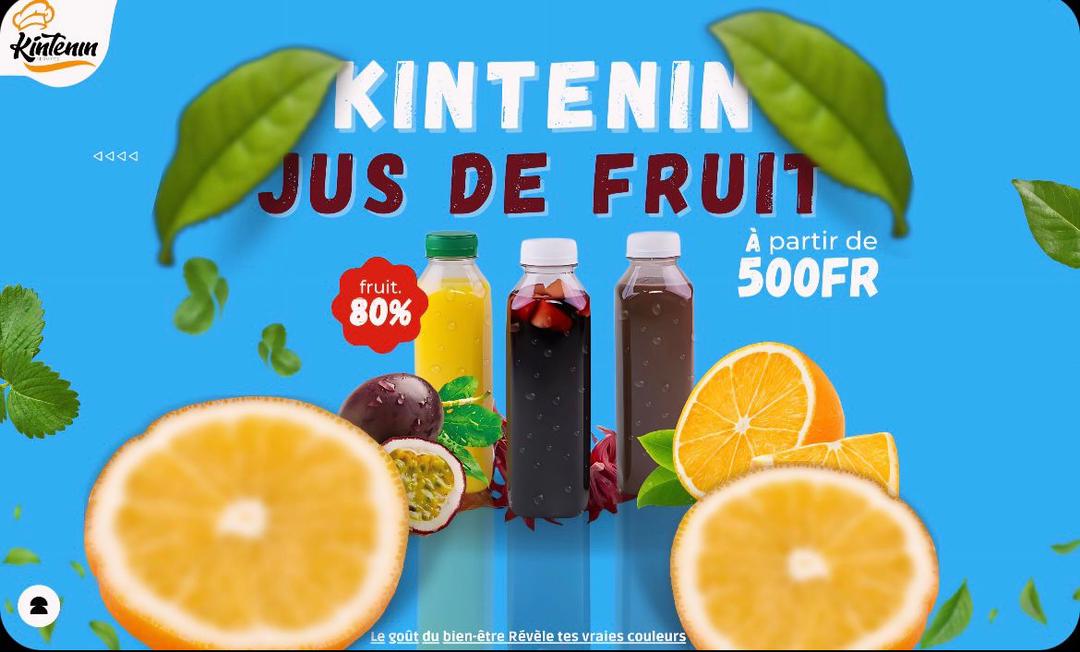 Kintenin
KINTENIN
JUS DE FRUIT
À partir de
500FR
fruit.
80%
Le goût du bien-être Révèle tes vraies couleurs